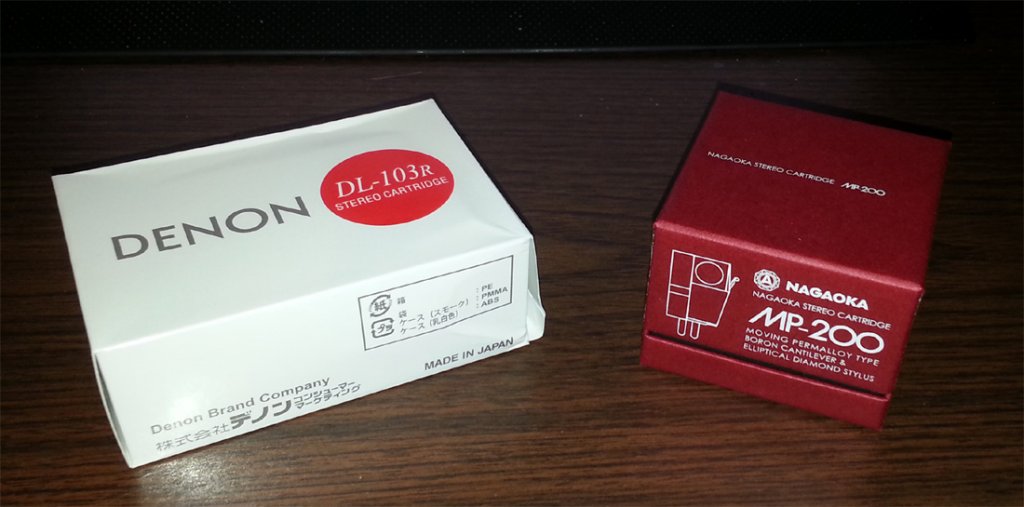 DENON
DL-103R
STEREO CARTRIDGE
紙
箱 : PE
プラ
袋 : PMMA
ケース (スモーク) : ABS
ケース (乳白色)
MADE IN JAPAN
Denon Brand Company
株式会社デノン コンシューマー
マーケティング
NAGAOKA STEREO CARTRIDGE MP-200
NAGAOKA
NAGAOKA STEREO CARTRIDGE
MP-200
MOVING PERMALLOY TYPE
BORON CANTILEVER &
ELLIPTICAL DIAMOND STYLUS